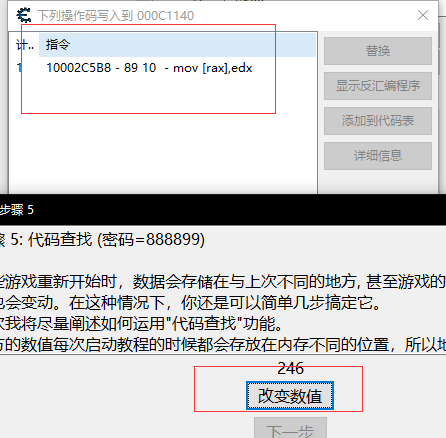 下列操作码写入到 000C1140
计.. 指令
1 10002C5B8 - 89 10 - mov [rax],edx
替换
显示反汇编程序
添加到代码表
详细信息
步骤 5
骤 5: 代码查找 (密码=888899)
些游戏重新开始时，数据会存储在与上次不同的地方, 甚至游戏的
也会变动。在这种情况下，你还是可以简单几步搞定它。
次我将尽量阐述如何运用"代码查找"功能。
方的数值每次启动教程的时候都会存放在内存不同的位置，所以地
246
改变数值
下一步